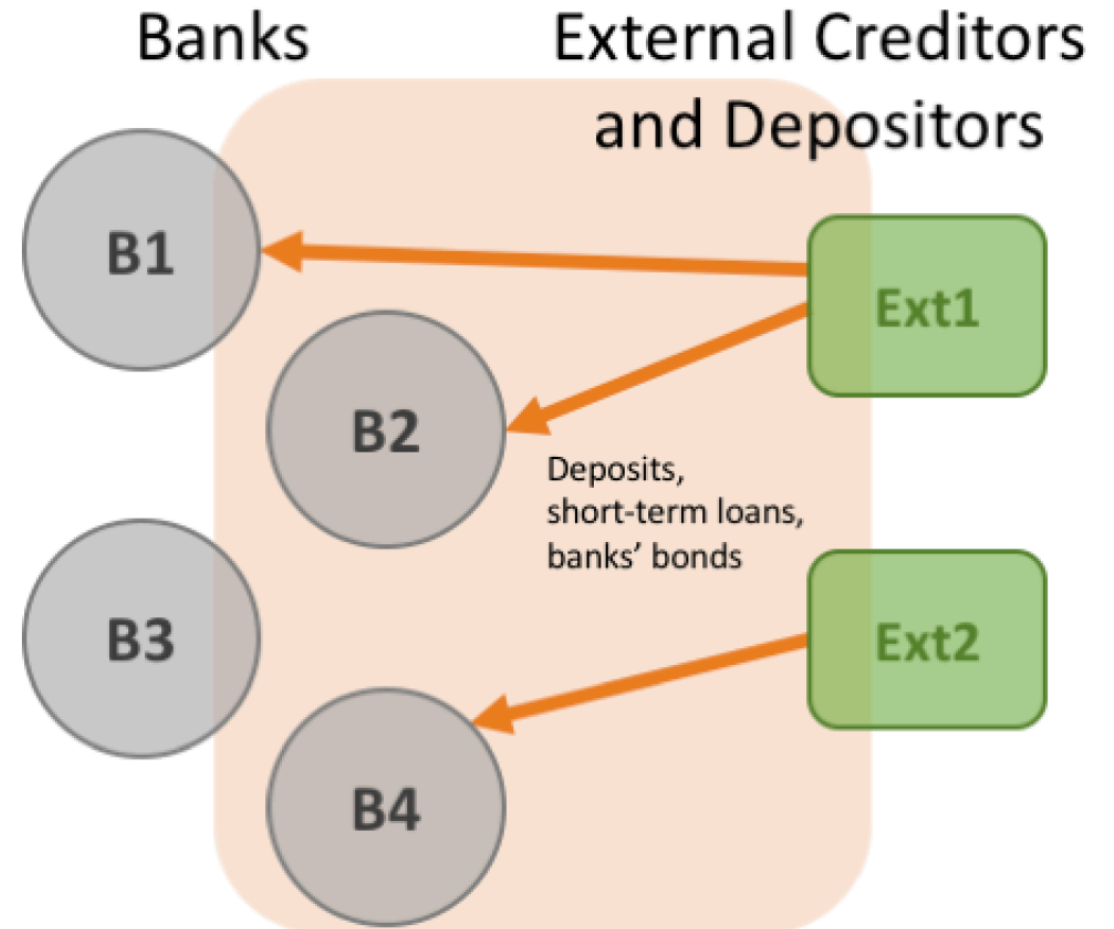 Banks
External Creditors
and Depositors
B1
Ext1
B2
Deposits,
short-term loans,
banks’ bonds
B3
Ext2
B4